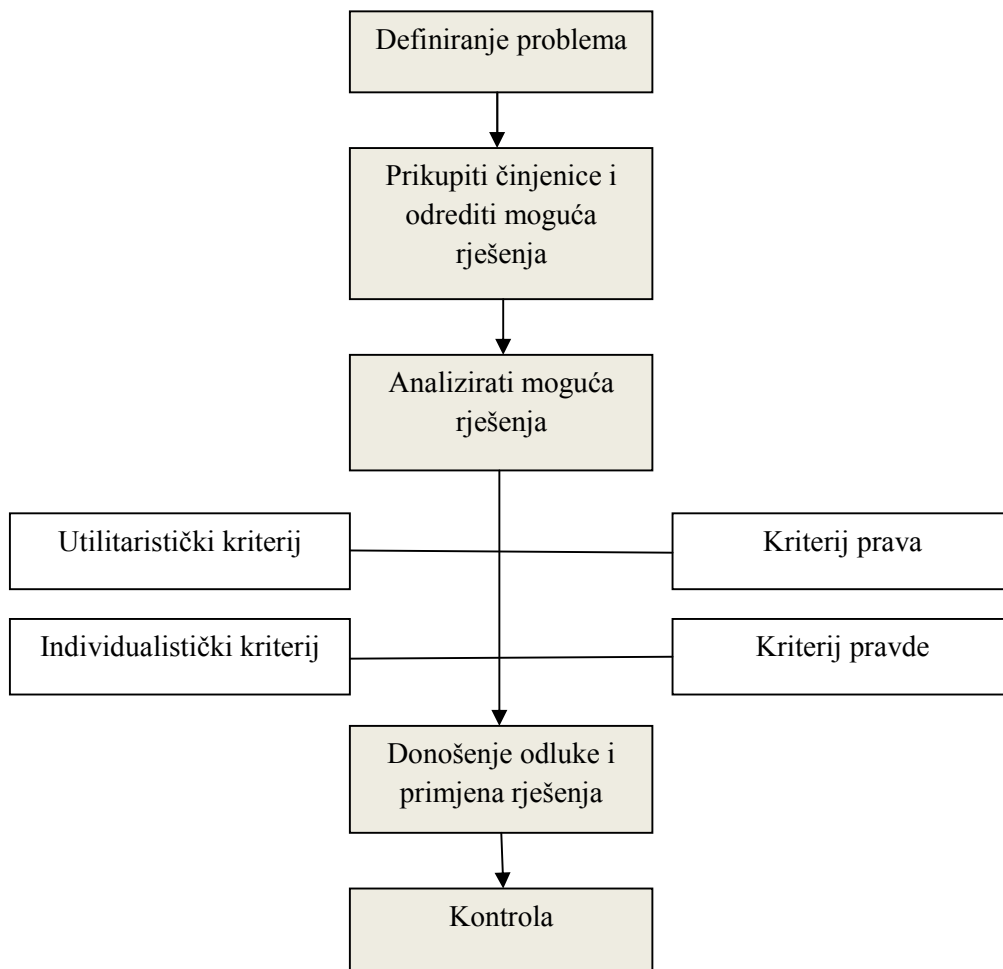 Definiranje problema
Prikupiti činjenice i
odrediti moguća
rješenja
Analizirati moguća
rješenja
Utilitaristički kriterij
Kriterij prava
Individualistički kriterij
Kriterij pravde
Donošenje odluke i
primjena rješenja
Kontrola